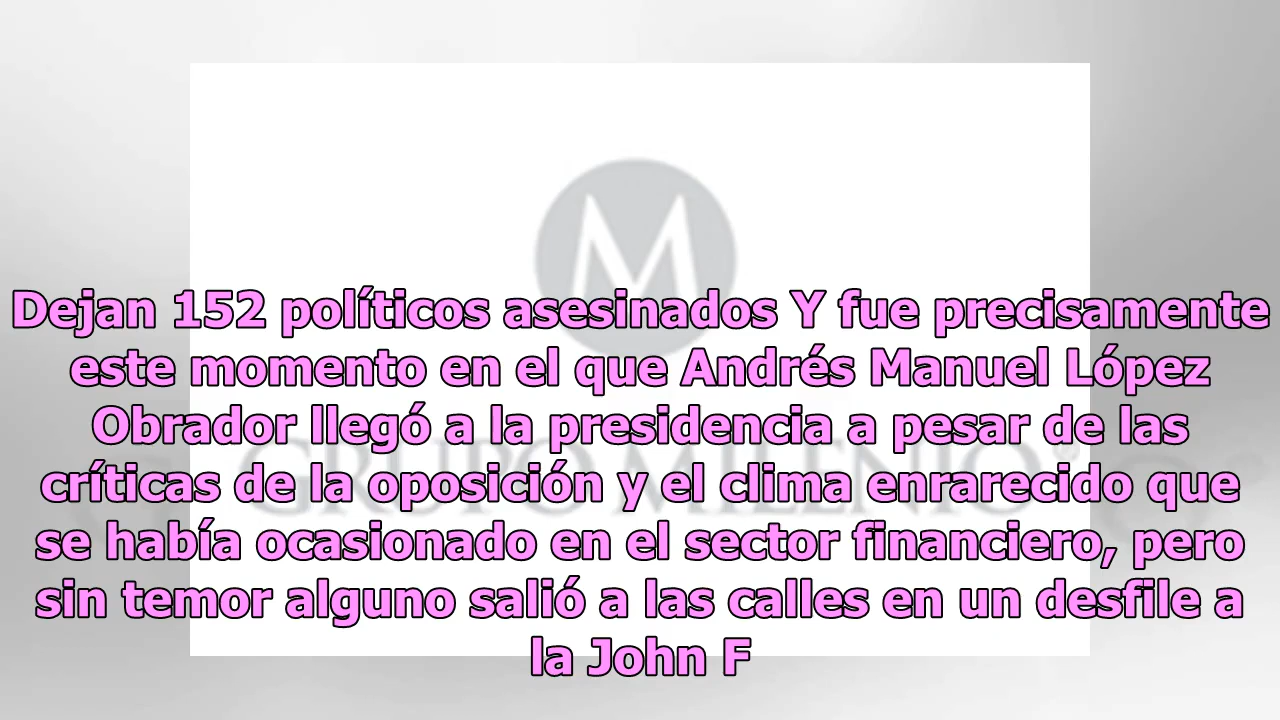 M
Dejan 152 políticos asesinados Y fue precisamente
este momento en el que Andrés Manuel López
Obrador llegó a la presidencia a pesar de las
críticas de la oposición y el clima enrarecido que
se había ocasionado en el sector financiero, pero
sin temor alguno salió a las calles en un desfile a
la John F
GRUPO MILENIO®